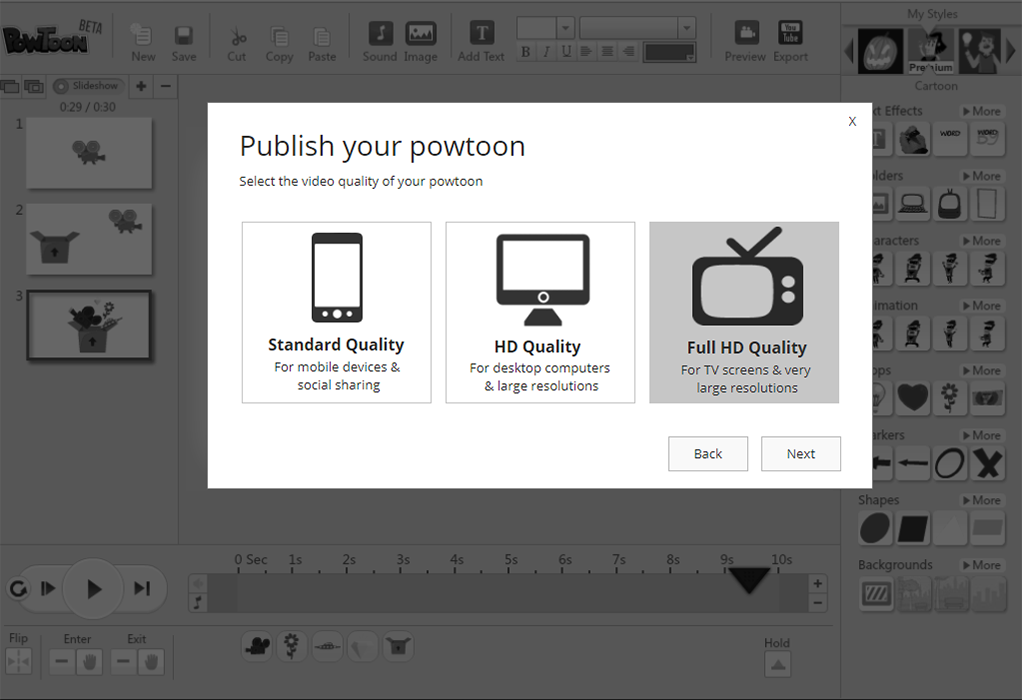 POWTOON BETA
New
Save
Cut
Copy
Paste
Sound
Image
T
Add Text
B I U
Preview
You
Tube
Export
My Styles
Premium
Cartoon
Slideshow
0:29 / 0:30
1
2
3
X
Publish your powtoon
Select the video quality of your powtoon
Standard Quality
For mobile devices &
social sharing
HD Quality
For desktop computers
& large resolutions
Full HD Quality
For TV screens & very
large resolutions
Back
Next
xt Effects
More
lders
More
aracters
More
imation
More
ops
More
arkers
More
Shapes
More
Backgrounds
More
0 Sec 1s 2s 3s 4s 5s 6s 7s 8s 9s 10s
Flip
Enter
Exit
Hold